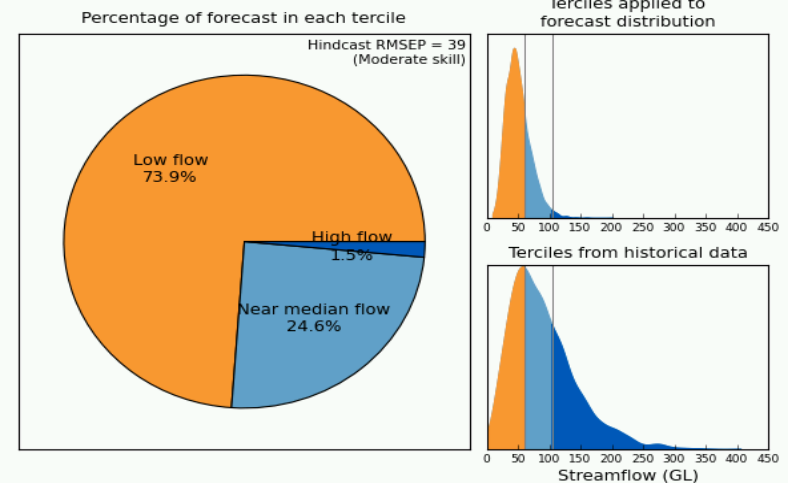 Percentage of forecast in each tercile
Hindcast RMSEP = 39
(Moderate skill)
Low flow
73.9%
High flow
1.5%
Near median flow
24.6%
Terciles applied to
forecast distribution
0 50 100 150 200 250 300 350 400 450
Terciles from historical data
0 50 100 150 200 250 300 350 400 450
Streamflow (GL)